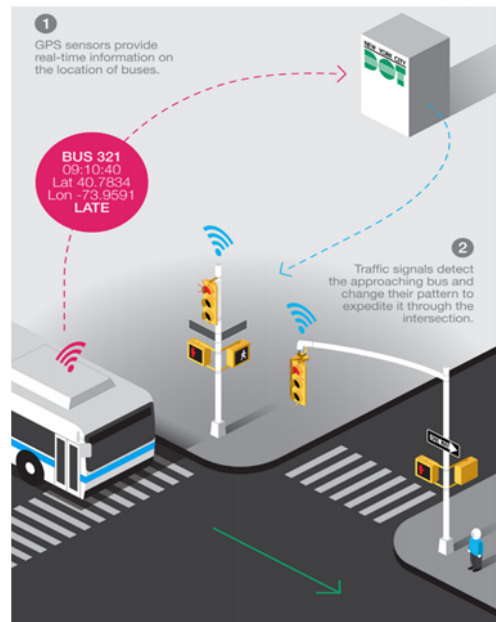 1
GPS sensors provide
real-time information on
the location of buses.
NEW YORK CITY
DOT
BUS 321
09:10:40
Lat 40.7834
Lon -73.9591
LATE
2
Traffic signals detect
the approaching bus and
change their pattern to
expedite it through the
intersection.
ONE WAY